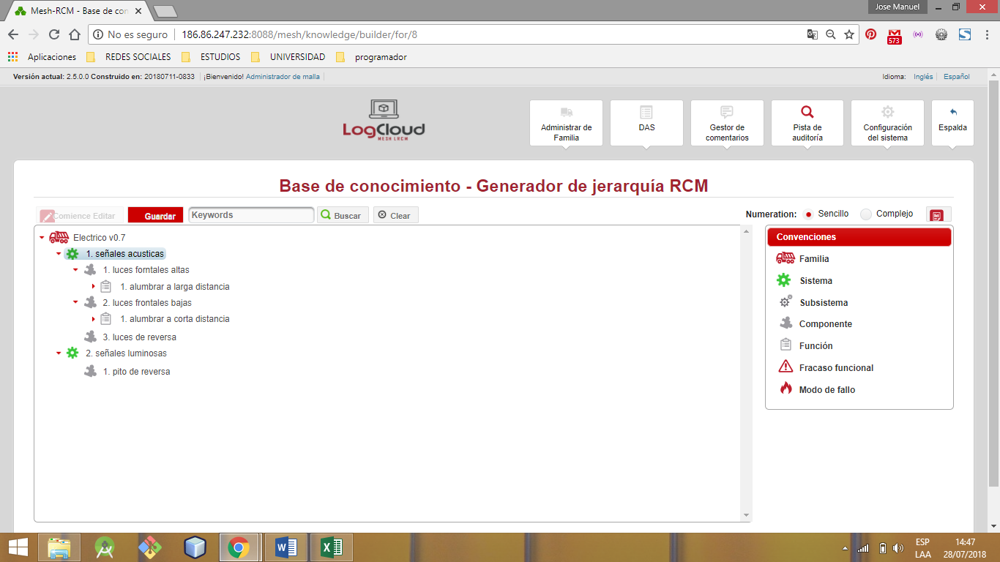 Mesh-RCM - Base de con
Jose Manuel
No es seguro
186.86.247.232:8088/mesh/knowledge/builder/for/8
573
Aplicaciones
REDES SOCIALES
ESTUDIOS
UNIVERSIDAD
programador
Versión actual: 2.5.0.0 Construido en: 20180711-0833
¡Bienvenido! Administrador de malla
Idioma:
Inglés
Español
LogCloud
MESH LRCM
Administrar de
Familia
DAS
Gestor de
comentarios
Pista de
auditoría
Configuración
del sistema
Espalda
Base de conocimiento - Generador de jerarquía RCM
Comience Editar
Guardar
Keywords
Buscar
Clear
Numeration:
Sencillo
Complejo
Electrico v0.7
1. señales acusticas
1. luces forntales altas
1. alumbrar a larga distancia
2. luces frontales bajas
1. alumbrar a corta distancia
3. luces de reversa
2. señales luminosas
1. pito de reversa
Convenciones
Familia
Sistema
Subsistema
Componente
Función
Fracaso funcional
Modo de fallo
ESP
LAA
14:47
28/07/2018